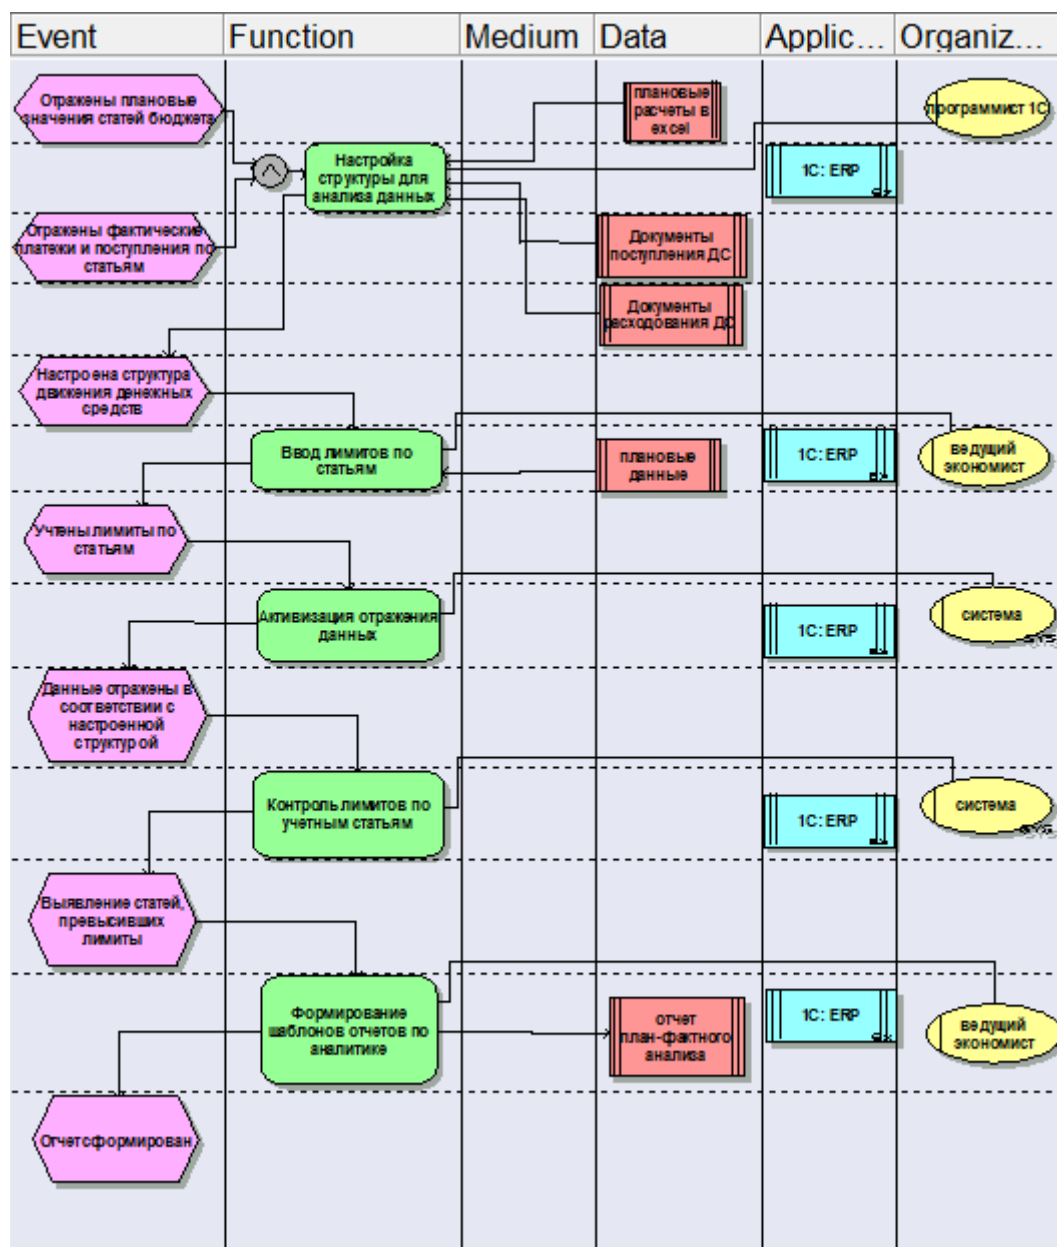 Event
Function
Medium
Data
Applic...
Organiz...
Отражены плановые
значения статей бюджета
плановые
расчеты в
excel
программист 1С
Настройка
структуры для
анализа данных
1С: ERP
Отражены фактические
платежи и поступления по
статьям
Документы
поступления ДС
Документы
расходования ДС
Настроена структура
движения денежных
средств
Ввод лимитов по
статьям
плановые
данные
1С: ERP
ведущий
экономист
Учтены лимиты по
статьям
Активизация отражения
данных
1С: ERP
система
SYS
Данные отражены в
соответствии с
настроенной
структурой
Контроль лимитов по
учетным статьям
1С: ERP
система
SYS
Выявление статей,
превысивших
лимиты
Формирование
шаблонов отчетов по
аналитике
отчет
план-фактного
анализа
1С: ERP
ведущий
экономист
Отчет сформирован